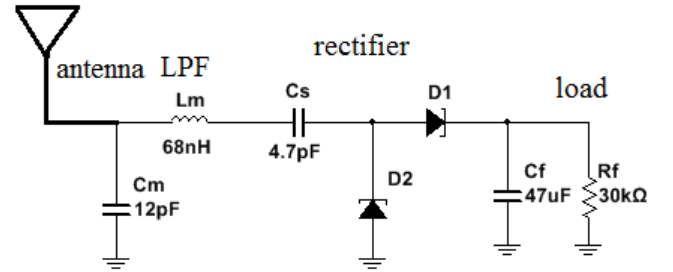 antenna LPF
rectifier
load
Lm
68nH
Cs
4.7pF
D1
D2
Cm
12pF
Cf
47uF
Rf
30kΩ